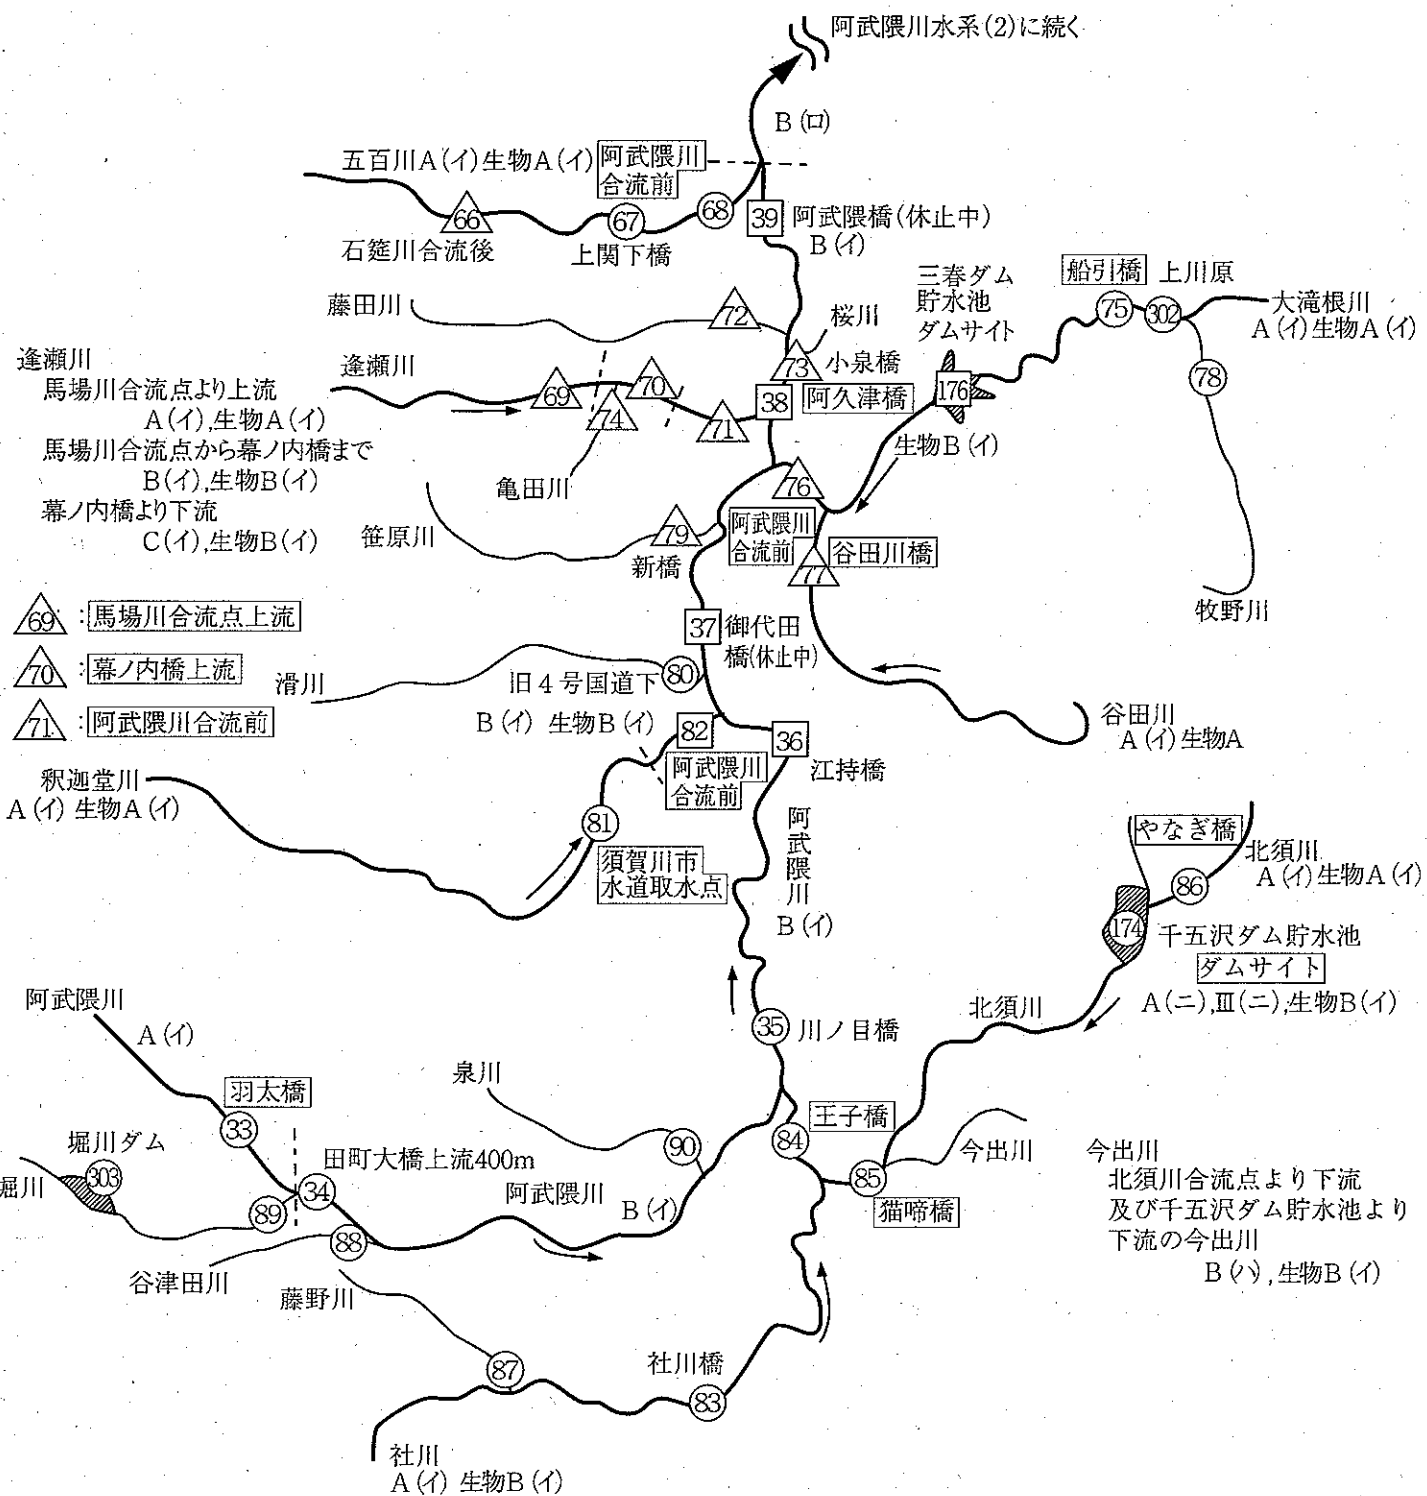 阿武隈川水系(2)に続く
B(ロ)
五百川A(イ)生物A(イ)
阿武隈川
合流前
66
石筵川合流後
67
上関下橋
68
39
阿武隈橋(休止中)
B(イ)
藤田川
72
桜川
73
小泉橋
三春ダム
貯水池
ダムサイト
176
船引橋
上川原
75
302
大滝根川
A(イ)生物A(イ)
78
牧野川
生物B(イ)
逢瀬川
馬場川合流点より上流
A(イ),生物A(イ)
馬場川合流点から幕ノ内橋まで
B(イ),生物B(イ)
幕ノ内橋より下流
C(イ),生物B(イ)
逢瀬川
69
70
74
71
38
阿久津橋
亀田川
76
阿武隈川
合流前
笹原川
79
新橋
77
谷田川橋
69:馬場川合流点上流
70:幕ノ内橋上流
71:阿武隈川合流前
37
御代田
橋(休止中)
滑川
旧4号国道下
80
谷田川
A(イ)生物A
B(イ) 生物B(イ)
82
阿武隈川
合流前
36
江持橋
釈迦堂川
A(イ) 生物A(イ)
81
須賀川市
水道取水点
阿武隈川
B(イ)
やなぎ橋
北須川
A(イ)生物A(イ)
86
174
千五沢ダム貯水池
ダムサイト
A(ニ),Ⅲ(ニ),生物B(イ)
北須川
阿武隈川
A(イ)
35
川ノ目橋
羽太橋
33
泉川
90
王子橋
84
85
猫啼橋
今出川
今出川
北須川合流点より下流
及び千五沢ダム貯水池より
下流の今出川
B(ハ),生物B(イ)
堀川ダム
303
堀川
89
34
田町大橋上流400m
88
谷津田川
阿武隈川
B(イ)
藤野川
87
社川橋
83
社川
A(イ) 生物B(イ)